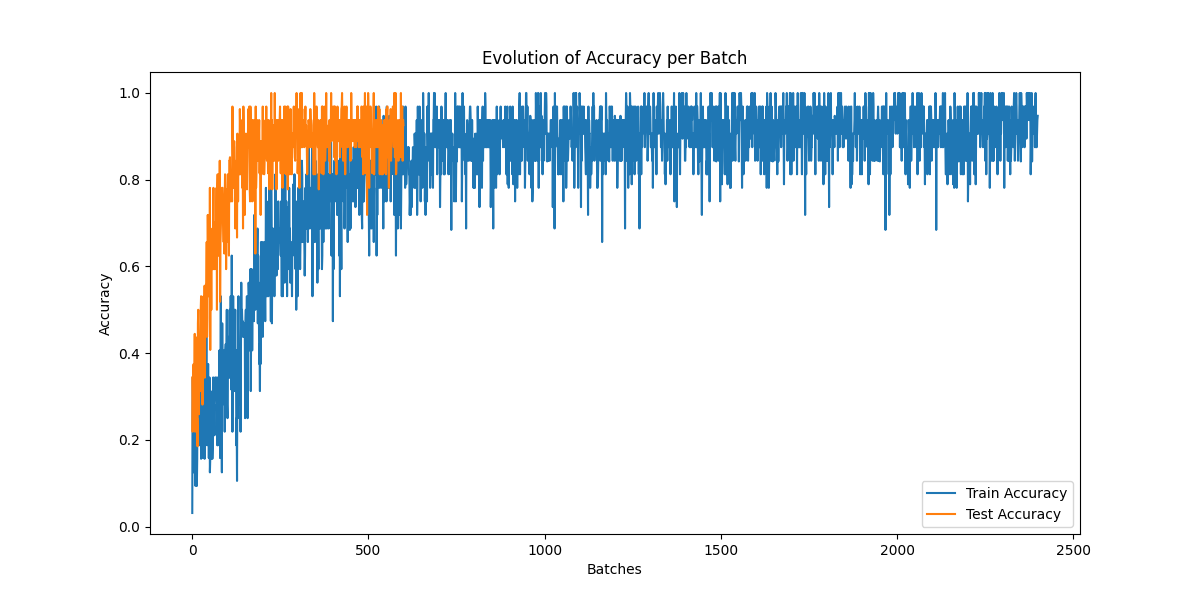 Evolution of Accuracy per Batch
Accuracy
1.0
0.8
0.6
0.4
0.2
0.0
0
500
1000
1500
2000
2500
Batches
Train Accuracy
Test Accuracy